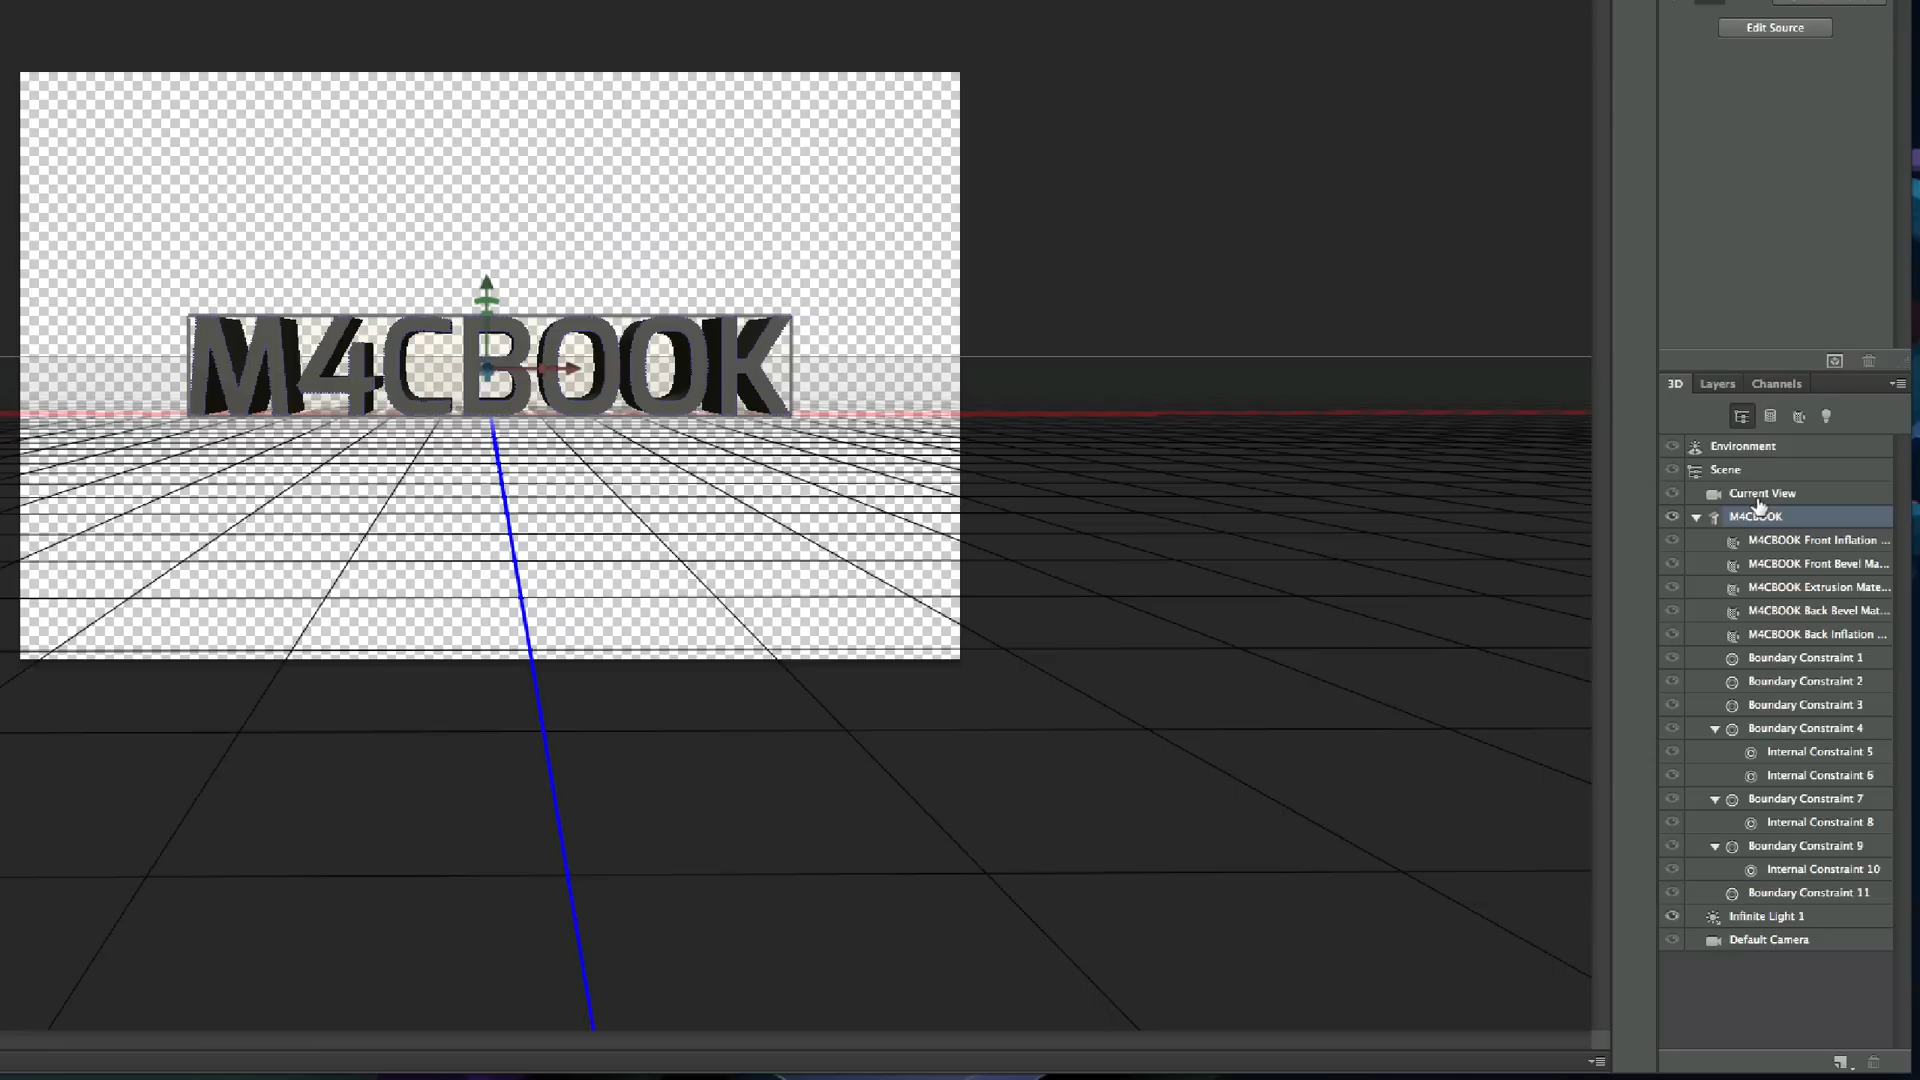 Edit Source
M4CBOOK
3D Layers Channels
Environment
Scene
Current View
M4CBOOK
M4CBOOK Front Inflation ...
M4CBOOK Front Bevel Ma...
M4CBOOK Extrusion Mate...
M4CBOOK Back Bevel Mat...
M4CBOOK Back Inflation ...
Boundary Constraint 1
Boundary Constraint 2
Boundary Constraint 3
Boundary Constraint 4
Internal Constraint 5
Internal Constraint 6
Boundary Constraint 7
Internal Constraint 8
Boundary Constraint 9
Internal Constraint 10
Boundary Constraint 11
Infinite Light 1
Default Camera